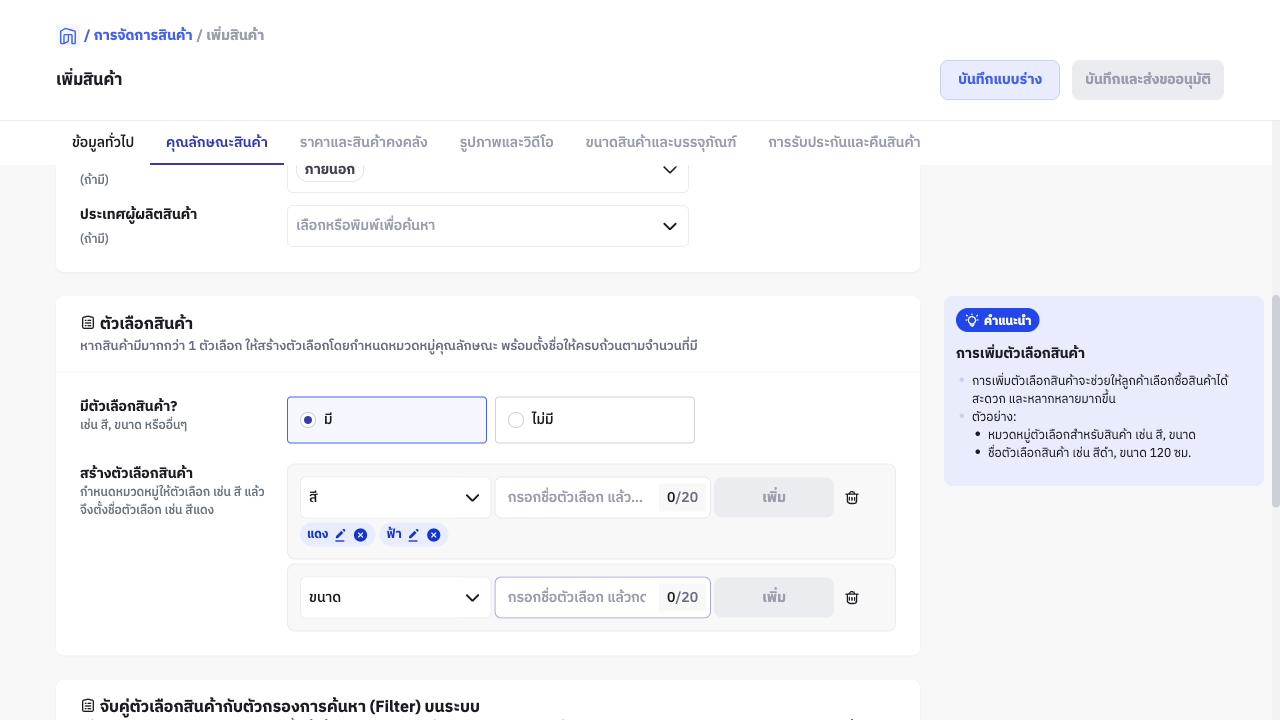 / การจัดการสินค้า / เพิ่มสินค้า
เพิ่มสินค้า
บันทึกแบบร่าง
บันทึกและส่งขออนุมัติ
ข้อมูลทั่วไป
คุณลักษณะสินค้า
ราคาและสินค้าคงคลัง
รูปภาพและวิดีโอ
ขนาดสินค้าและบรรจุภัณฑ์
การรับประกันและคืนสินค้า
(ถ้ามี)
ภายนอก
ประเทศผู้ผลิตสินค้า
(ถ้ามี)
เลือกหรือพิมพ์เพื่อค้นหา
ตัวเลือกสินค้า
หากสินค้ามีมากกว่า 1 ตัวเลือก ให้สร้างตัวเลือกโดยกำหนดหมวดหมู่คุณลักษณะ พร้อมตั้งชื่อให้ครบถ้วนตามจำนวนที่มี
มีตัวเลือกสินค้า?
เช่น สี, ขนาด หรืออื่นๆ
มี
ไม่มี
สร้างตัวเลือกสินค้า
กำหนดหมวดหมู่ให้ตัวเลือก เช่น สี แล้ว
จึงตั้งชื่อตัวเลือก เช่น สีแดง
สี
กรอกชื่อตัวเลือก แล้ว...
0/20
เพิ่ม
แดง
ฟ้า
ขนาด
กรอกชื่อตัวเลือก แล้วกด
0/20
เพิ่ม
คำแนะนำ
การเพิ่มตัวเลือกสินค้า
การเพิ่มตัวเลือกสินค้าจะช่วยให้ลูกค้าเลือกซื้อสินค้าได้
สะดวก และหลากหลายมากขึ้น
ตัวอย่าง:
หมวดหมู่ตัวเลือกสำหรับสินค้า เช่น สี, ขนาด
ชื่อตัวเลือกสินค้า เช่น สีดำ, ขนาด 120 ซม.
จับคู่ตัวเลือกสินค้ากับตัวกรองการค้นหา (Filter) บนระบบ